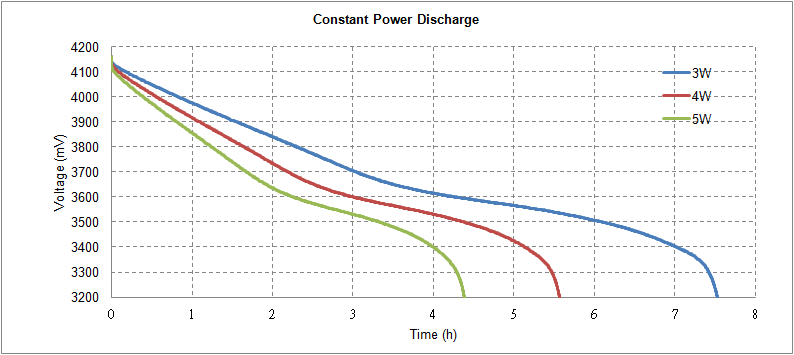 Constant Power Discharge
4200
4100
4000
3900
3800
3700
3600
3500
3400
3300
3200
Voltage (mV)
3W
4W
5W
0 1 2 3 4 5 6 7 8
Time (h)